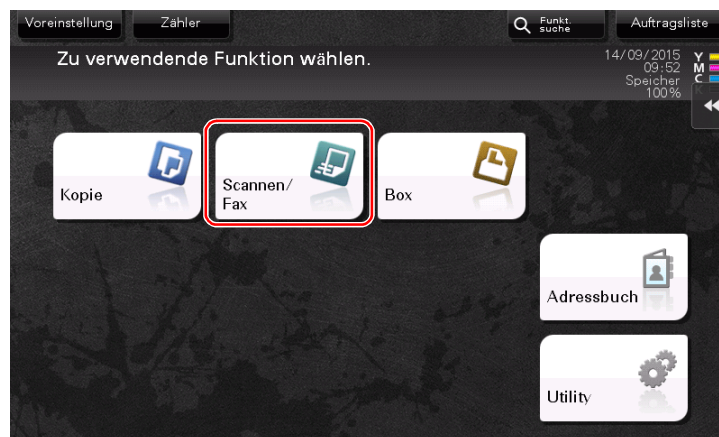 Voreinstellung Zähler Funkt. Auftragsliste
suche
Zu verwendende Funktion wählen.
14/09/2015
09:52
Speicher
100%
Y
M
C
K
Kopie
Scannen/
Fax
Box
Adressbuch
Utility